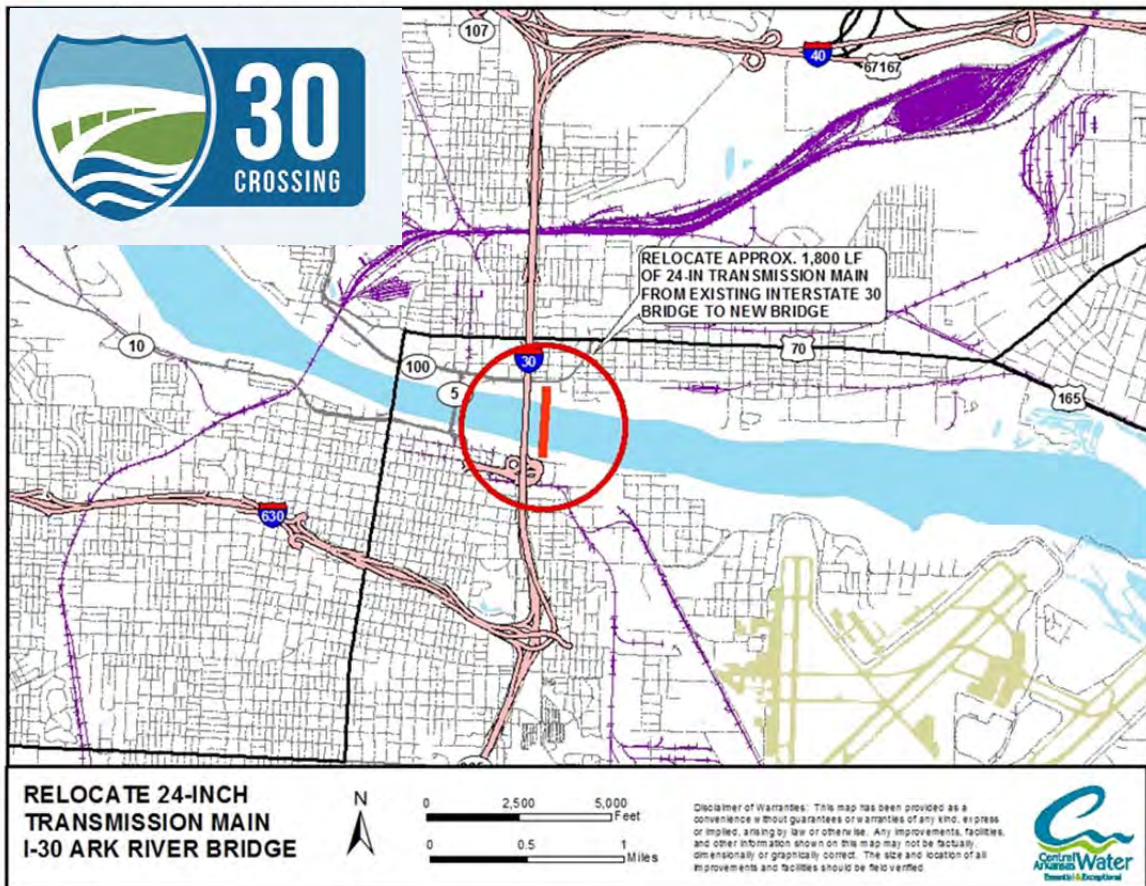 30
CROSSING
107
40
67167
RELOCATE APPROX. 1,800 LF
OF 24-IN TRANSMISSION MAIN
FROM EXISTING INTERSTATE 30
BRIDGE TO NEW BRIDGE
10
30
70
100
5
165
630
RELOCATE 24-INCH
TRANSMISSION MAIN
I-30 ARK RIVER BRIDGE
N
0 2,500 5,000
Feet
0 0.5 1
Miles
Disclaimer of Warranties: This map has been provided as a
convenience without guarantees or warranties of any kind, express
or implied, arising by law or otherwise. Any improvements, facilities,
and other information shown on this map may not be factually,
dimensionally or graphically correct. The size and location of all
improvements and facilities should be field verified.
Central
Arkansas Water
Essential & Exceptional